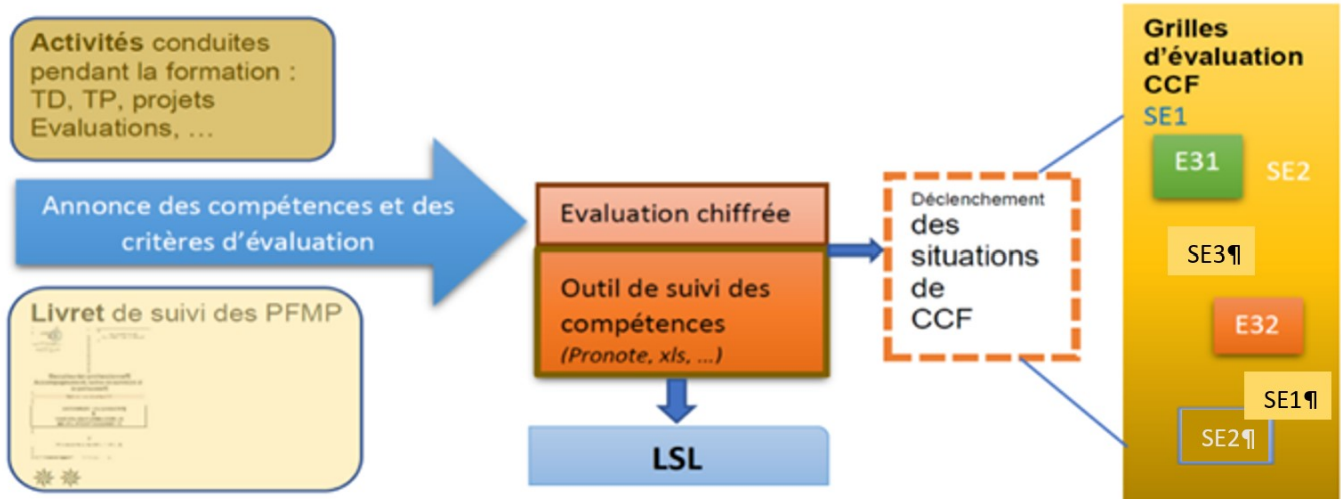 Activités conduites
pendant la formation :
TD, TP, projets
Evaluations, ...
Annonce des compétences et des
critères d'évaluation
Livret de suivi des PFMP
Evaluation chiffrée
Outil de suivi des
compétences
(Pronote, xls, ...)
LSL
Déclenchement
des
situations
de
CCF
Grilles
d'évaluation
CCF
SE1
E31
SE2
SE3¶
E32
SE1¶
SE2¶